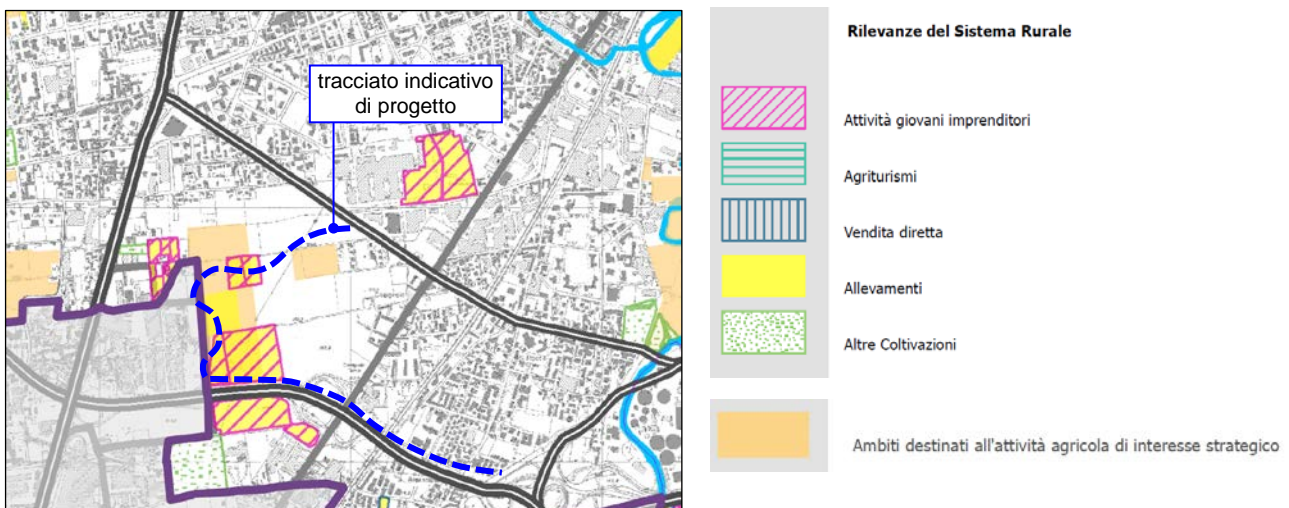 tracciato indicativo
di progetto
Rilevanze del Sistema Rurale
Attività giovani imprenditori
Agriturismi
Vendita diretta
Allevamenti
Altre Coltivazioni
Ambiti destinati all'attività agricola di interesse strategico